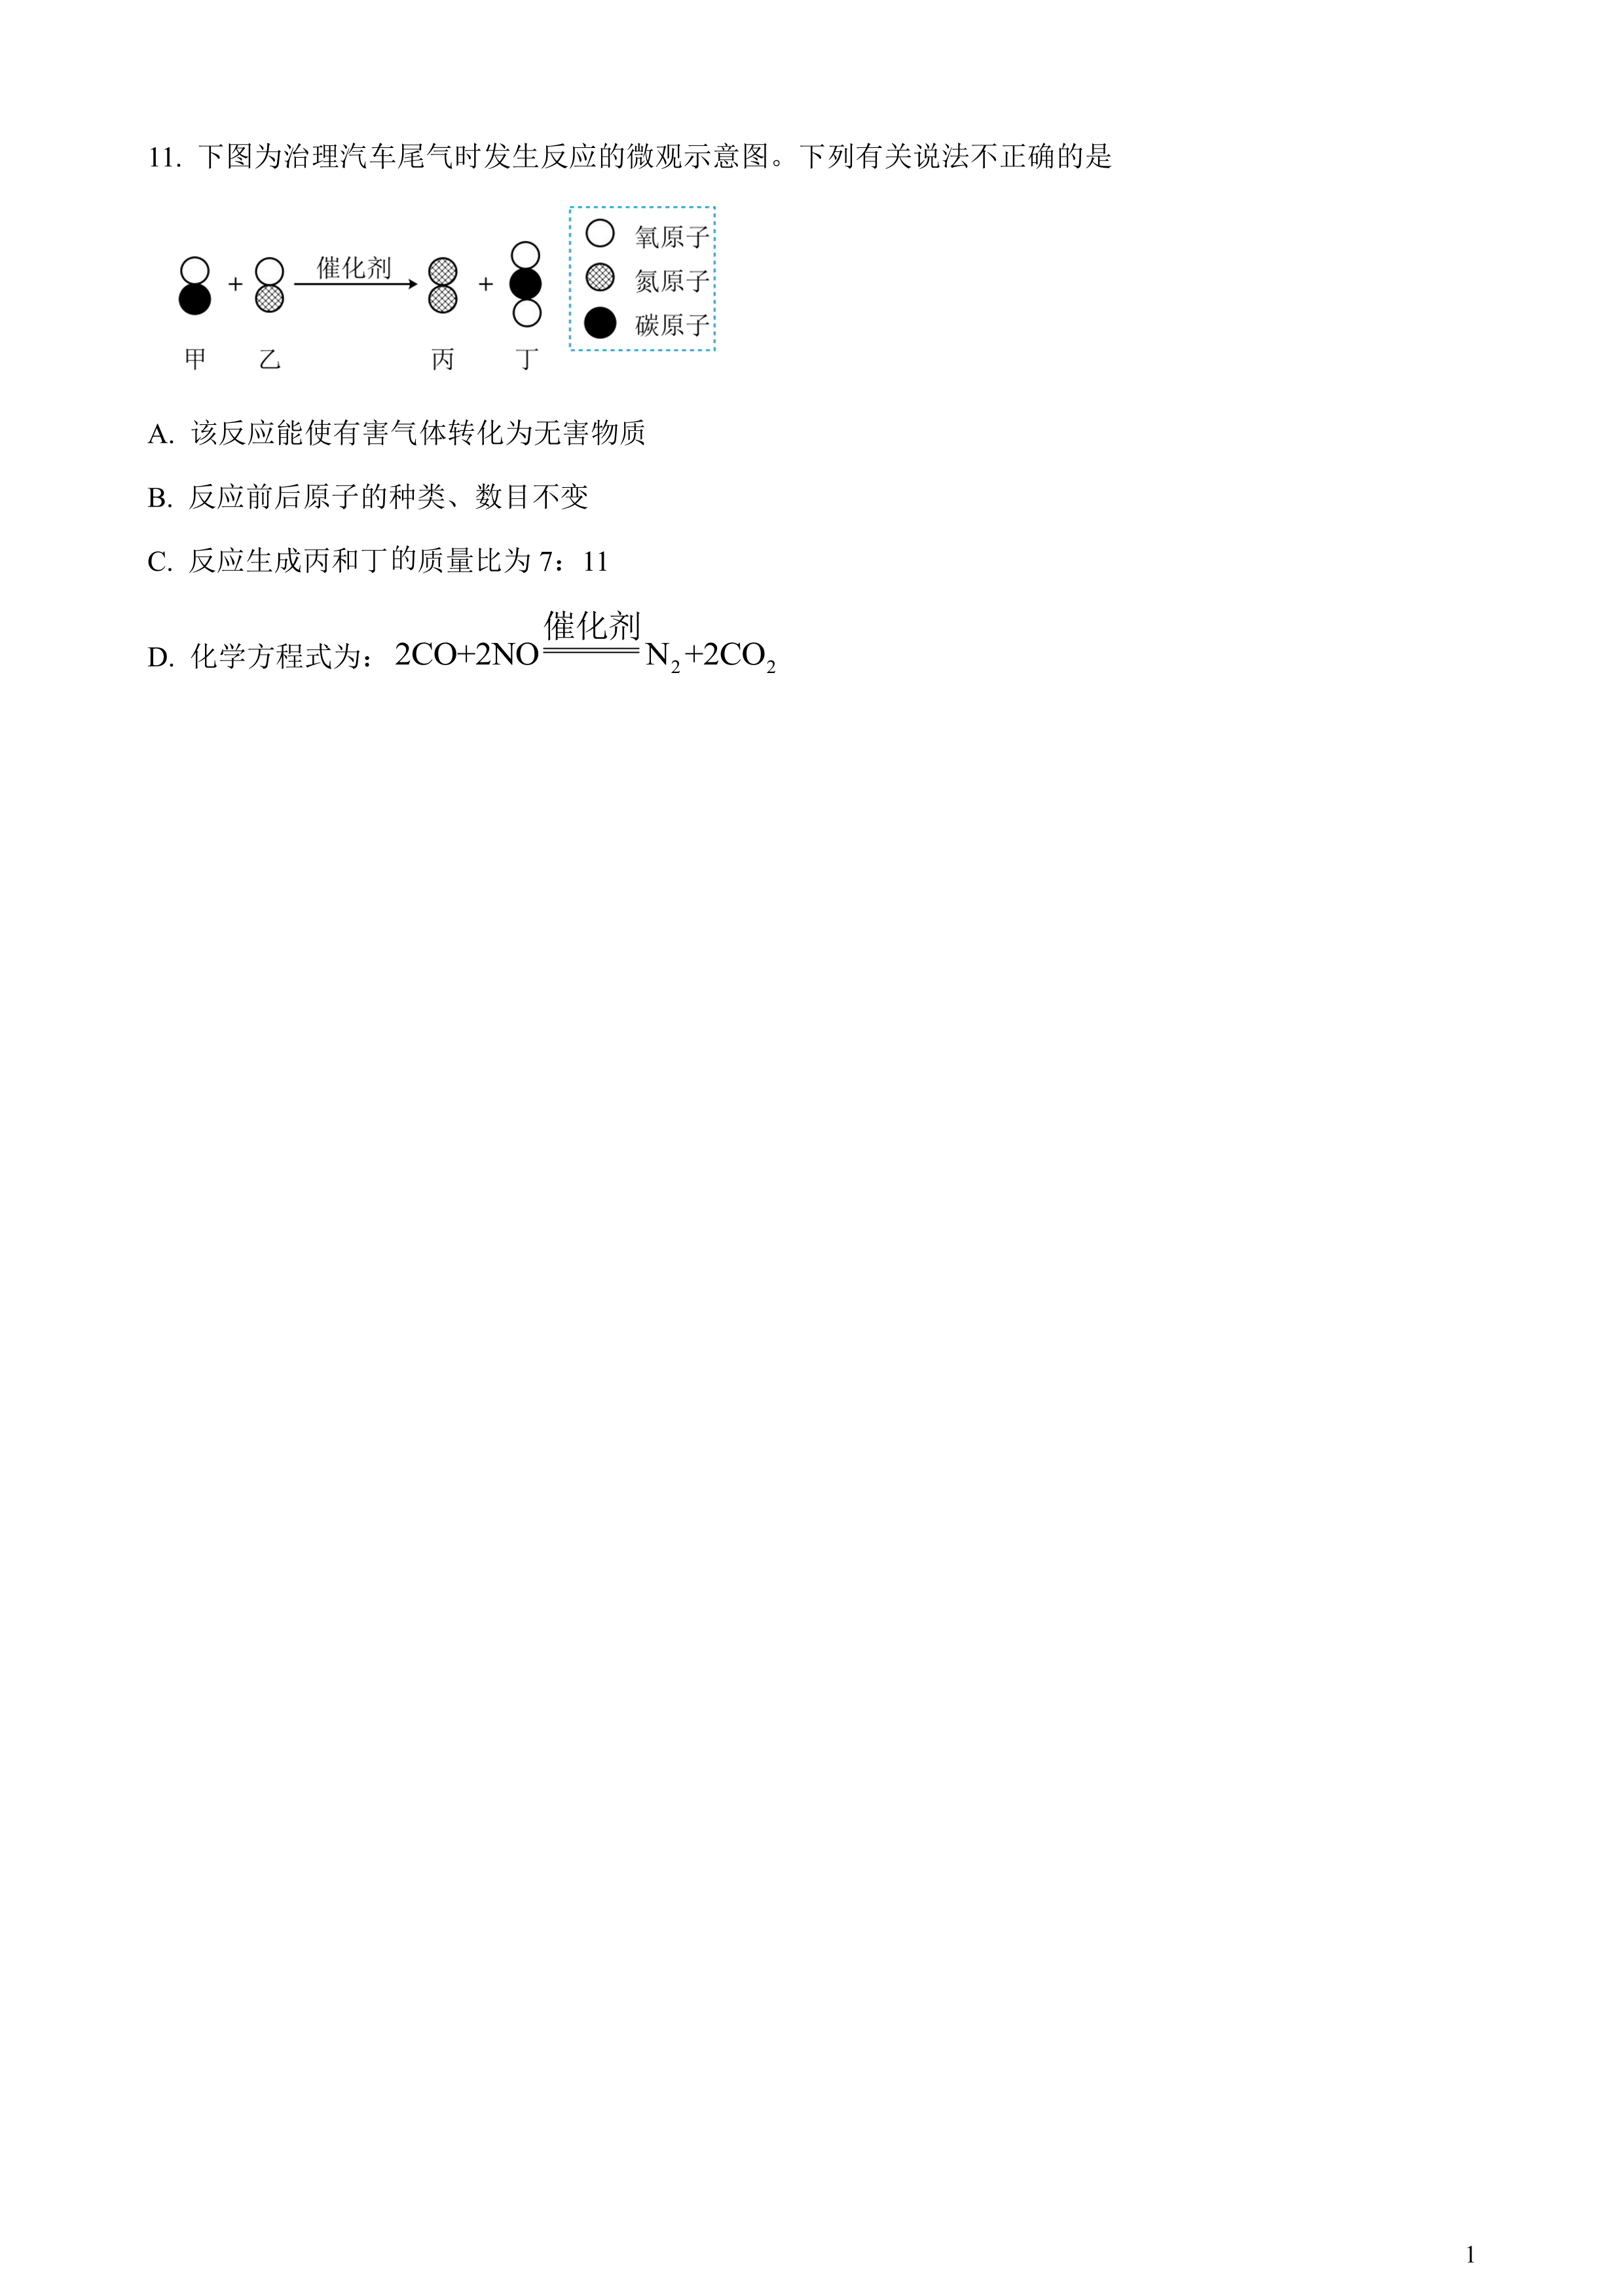 11. 下图为治理汽车尾气时发生反应的微观示意图。下列有关说法不正确的是
氧原子
氮原子
碳原子
+ 催化剂 +
甲 乙 丙 丁
A. 该反应能使有害气体转化为无害物质
B. 反应前后原子的种类、数目不变
C. 反应生成丙和丁的质量比为 7：11
催化剂
D. 化学方程式为：2CO+2NO══N₂+2CO₂
1